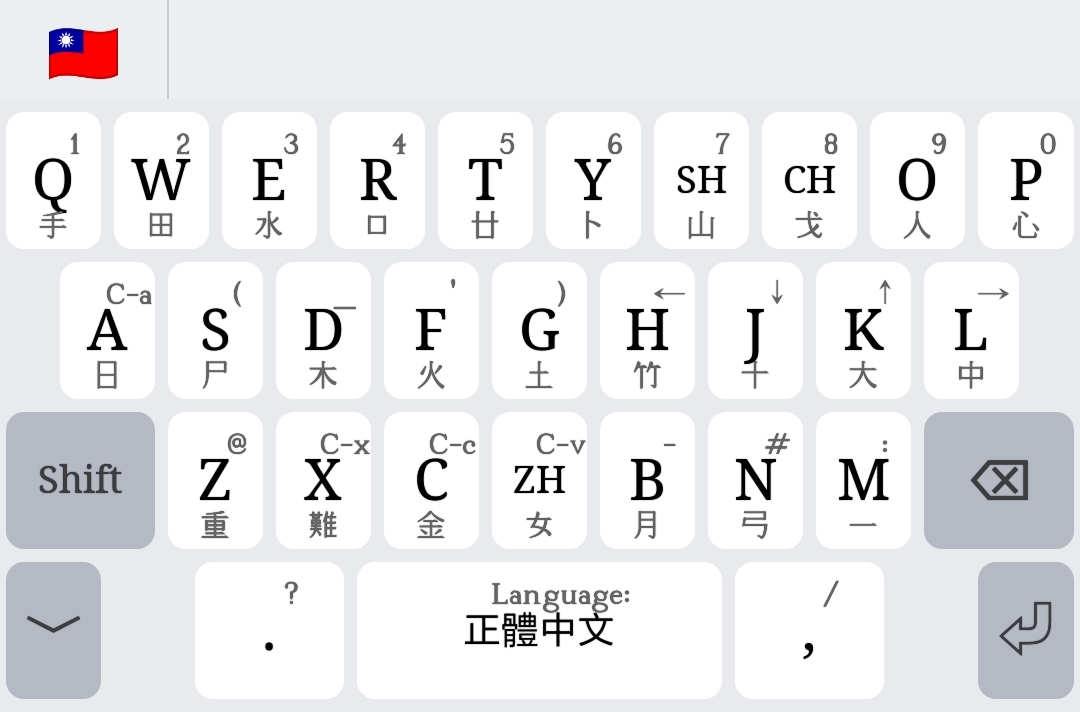 1 2 3 4 5 6 7 8 9 0
Q W E R T Y SH CH O P
手 田 水 口 廿 卜 山 戈 人 心
C-a ( — ' ) ← ↓ ↑ →
A S D F G H J K L
日 尸 木 火 土 竹 十 大 中
@ C-x C-c C-v - # :
Shift Z X C ZH B N M
重 難 金 女 月 弓 一
? Language: /
. 正體中文 ,